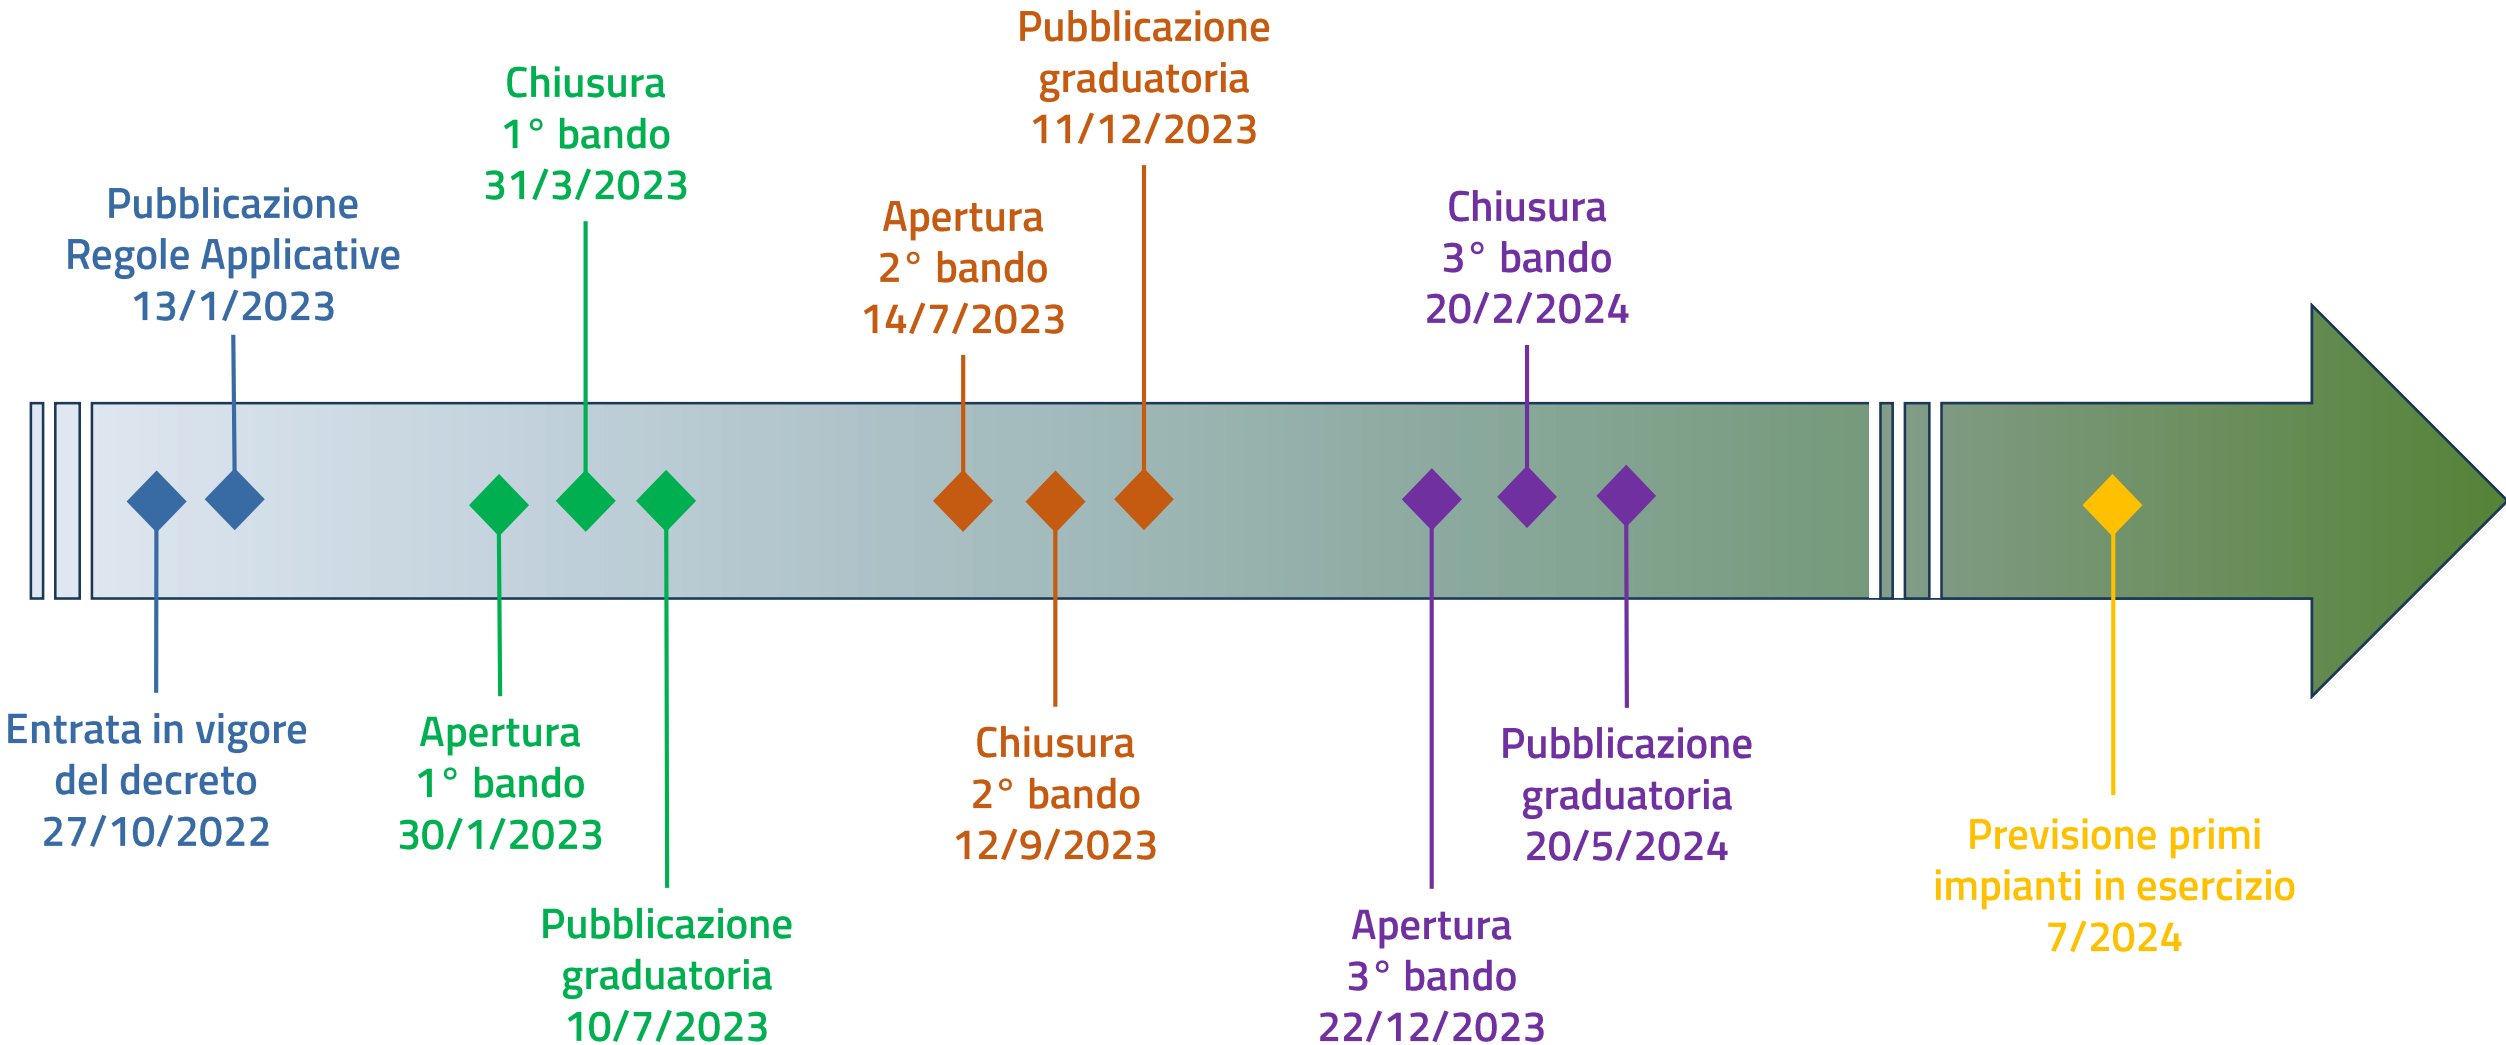 Pubblicazione
Regole Applicative
13/1/2023
Chiusura
1° bando
31/3/2023
Apertura
2° bando
14/7/2023
Pubblicazione
graduatoria
11/12/2023
Chiusura
3° bando
20/2/2024
Entrata in vigore
del decreto
27/10/2022
Apertura
1° bando
30/1/2023
Pubblicazione
graduatoria
10/7/2023
Chiusura
2° bando
12/9/2023
Apertura
3° bando
22/12/2023
Pubblicazione
graduatoria
20/5/2024
Previsione primi
impianti in esercizio
7/2024